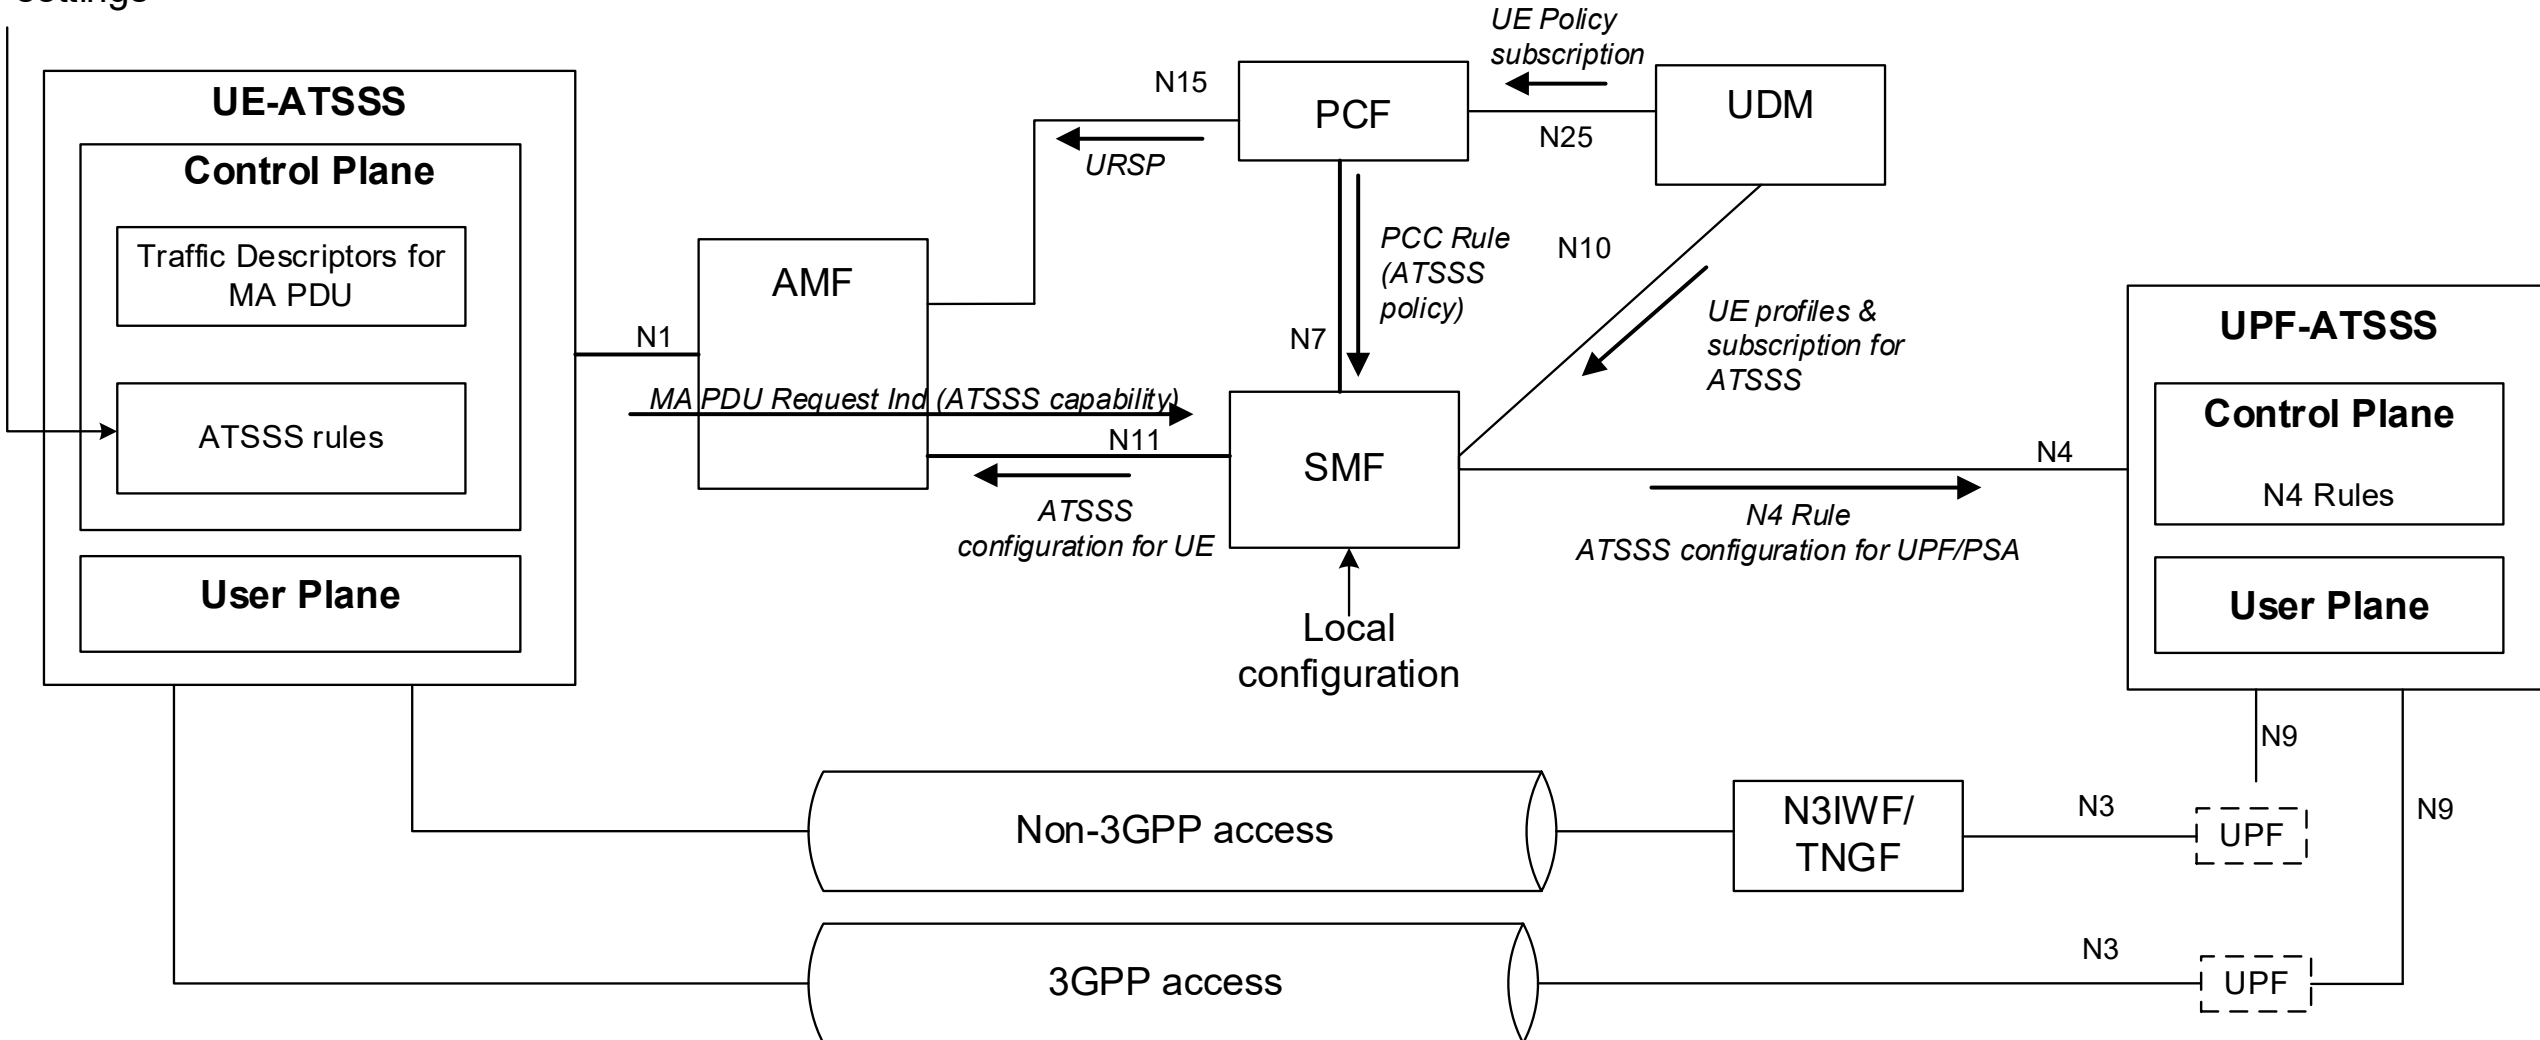 UE Policy
subscription
UE-ATSSS
Control Plane
Traffic Descriptors for
MA PDU
ATSSS rules
User Plane
N1
AMF
N15
URSP
PCF
N25
UDM
PCC Rule
(ATSSS
policy)
N7
N10
UE profiles &
subscription for
ATSSS
MA PDU Request Ind (ATSSS capability)
N11
ATSSS
configuration for UE
SMF
Local
configuration
N4
N4 Rule
ATSSS configuration for UPF/PSA
UPF-ATSSS
Control Plane
N4 Rules
User Plane
N9
N9
Non-3GPP access
N3IWF/
TNGF
N3
UPF
3GPP access
N3
UPF